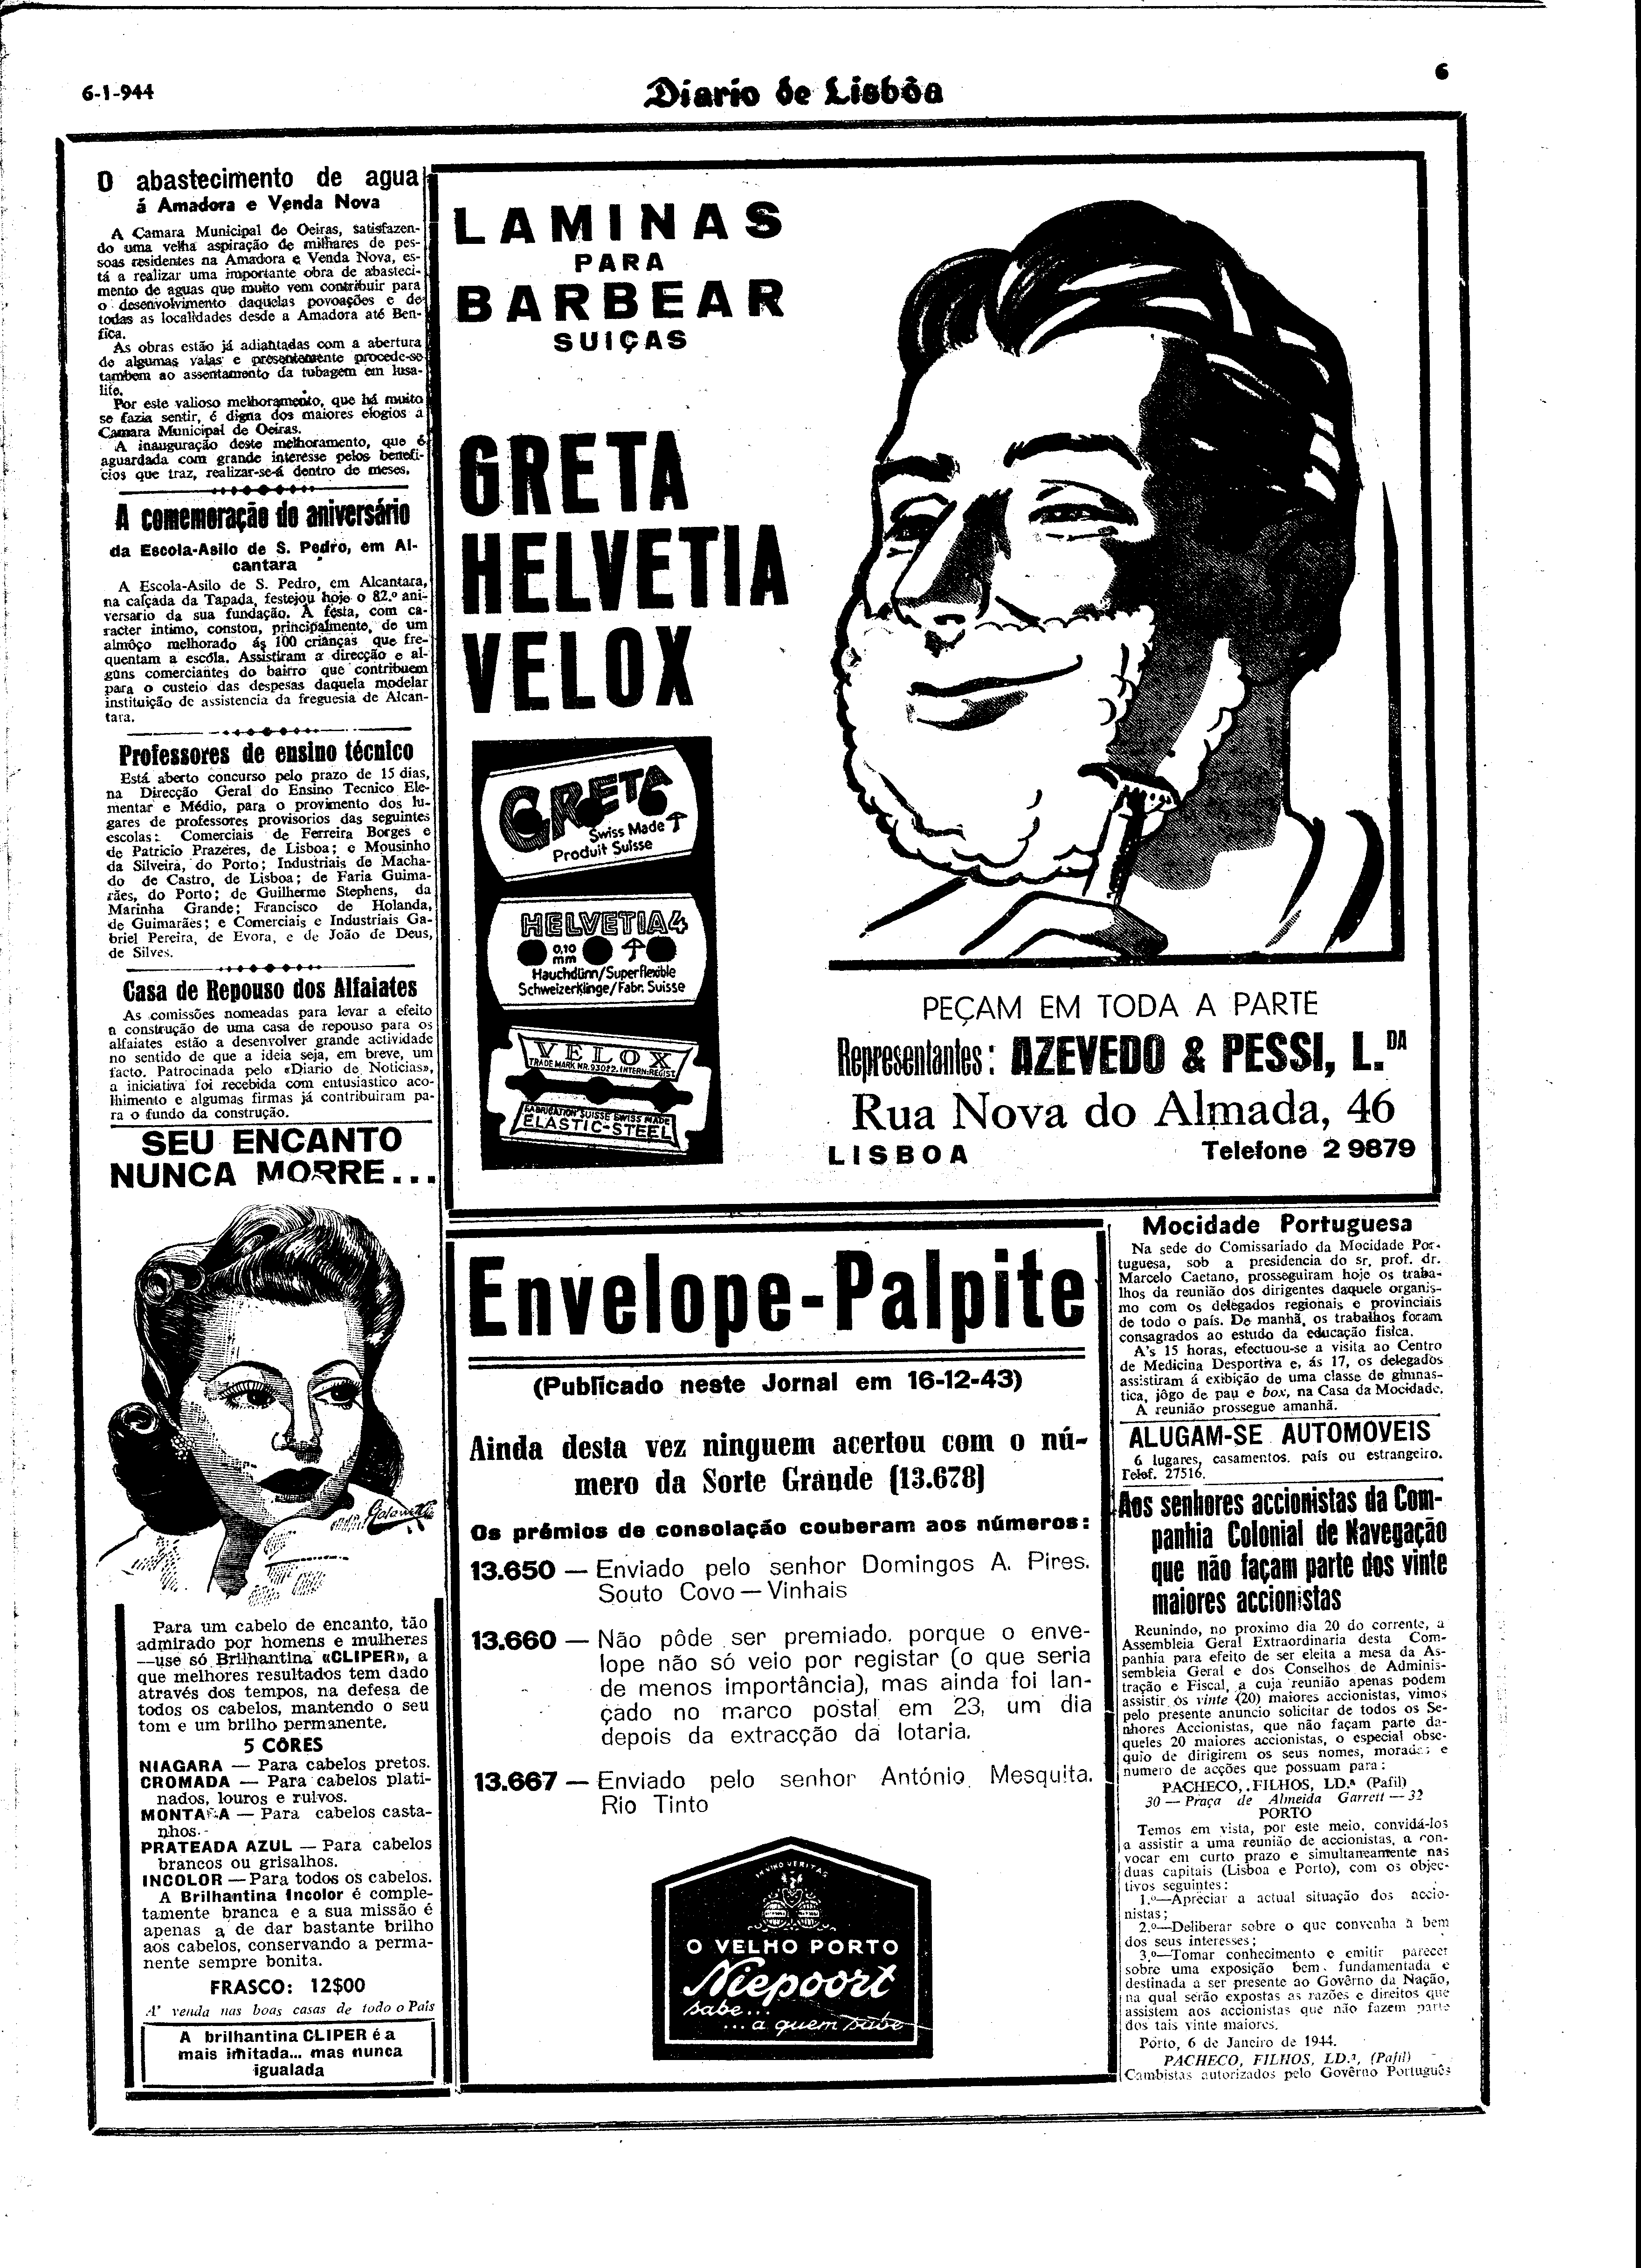 6-1-944
Diario de Lisbôa
6
O abastecimento de agua
á Amadora e Venda Nova
A Camara Municipal de Oeiras, satisfazen-
do uma velha aspiração de milhares de pes-
soas residentes na Amadora e Venda Nova, es-
tá a realizar uma importante obra de abasteci-
mento de aguas que muito vem contribuir para
o desenvolvimento daquelas povoações e de
todas as localidades desde a Amadora até Ben-
fica.
As obras estão já adiantadas com a abertura
de algumas valas e presentemente procede-se
tambem ao assentamento da tubagem em lusa-
lite.
Por este valioso melhoramento, que há muito
se fazia sentir, é digna dos maiores elogios a
Camara Municipal de Oeiras.
A inauguração deste melhoramento, que é
aguardada com grande interesse pelos benefi-
cios que traz, realizar-se-á dentro de meses.
A comemoração do aniversário
da Escola-Asilo de S. Pedro, em Al-
cantara
A Escola-Asilo de S. Pedro, em Alcantara,
na calçada da Tapada, festejou hoje o 82.º ani-
versario da sua fundação. A festa, com ca-
racter intimo, constou, principalmente, de um
almôço melhorado ás 100 crianças que fre-
quentam a escóla. Assistiram a direcção e al-
guns comerciantes do bairro que contribuem
para o custeio das despesas daquela modelar
instituição de assistencia da freguesia de Alcan-
tara.
Professores de ensino técnico
Está aberto concurso pelo prazo de 15 dias,
na Direcção Geral do Ensino Tecnico Ele-
mentar e Médio, para o provimento dos lu-
gares de professores provisorios das seguintes
escolas: Comerciais de Ferreira Borges e
de Patricio Prazeres, de Lisboa; e Mousinho
da Silveira, do Porto; Industriais de Macha-
do de Castro, de Lisboa; de Faria Guima-
rães, do Porto; de Guilherme Stephens, da
Marinha Grande; Francisco de Holanda,
de Guimarães; e Comerciais e Industriais Ga-
briel Pereira, de Evora, e de João de Deus,
de Silves.
Casa de Repouso dos Alfaiates
As comissões nomeadas para levar a efeito
a construção de uma casa de repouso para os
alfaiates estão a desenvolver grande actividade
no sentido de que a ideia seja, em breve, um
facto. Patrocinada pelo «Diario de Noticias»,
a iniciativa foi recebida com entusiastico aco-
lhimento e algumas firmas já contribuiram pa-
ra o fundo da construção.
SEU ENCANTO
NUNCA MORRE...
Para um cabelo de encanto, tão
admirado por homens e mulheres
—use só Brilhantina «CLIPER», a
que melhores resultados tem dado
através dos tempos, na defesa de
todos os cabelos, mantendo o seu
tom e um brilho permanente.
5 CÔRES
NIAGARA — Para cabelos pretos.
CROMADA — Para cabelos plati-
nados, louros e ruivos.
MONTAÑA — Para cabelos casta-
nhos.
PRATEADA AZUL — Para cabelos
brancos ou grisalhos.
INCOLOR — Para todos os cabelos.
A Brilhantina Incolor é comple-
tamente branca e a sua missão é
apenas a de dar bastante brilho
aos cabelos, conservando a perma-
nente sempre bonita.
FRASCO: 12$00
A' venda nas boas casas de todo o País
A brilhantina CLIPER é a
mais imitada... mas nunca
igualada
LAMINAS
PARA
BARBEAR
SUIÇAS
GRETA
HELVETIA
VELOX
GRETA
Swiss Made
Produit Suisse
HELVETIA 4
0,10
mm
Hauchdünn/Superflexible
Schweizerklinge/Fabr. Suisse
VELOX
TRADE MARK NR. 93022. INTERN: REGIST
FABRICATION SUISSE SWISS MADE
ELASTIC-STEEL
PEÇAM EM TODA A PARTE
Representantes: AZEVEDO & PESSI, L.DA
Rua Nova do Almada, 46
LISBOA Telefone 2 9879
Envelope-Palpite
(Publicado neste Jornal em 16-12-43)
Ainda desta vez ninguem acertou com o nú-
mero da Sorte Grande (13.678)
Os prémios de consolação couberam aos números:
13.650 — Enviado pelo senhor Domingos A. Pires.
Souto Covo — Vinhais
13.660 — Não pôde ser premiado, porque o enve-
lope não só veio por registar (o que seria
de menos importância), mas ainda foi lan-
çado no marco postal em 23, um dia
depois da extracção da lotaria.
13.667 — Enviado pelo senhor António Mesquita.
Rio Tinto
IN VINO VERITAS
O VELHO PORTO
Niepoort
sabe...
...a quem sabe
Mocidade Portuguesa
Na sede do Comissariado da Mocidade Por-
tuguesa, sob a presidencia do sr. prof. dr.
Marcelo Caetano, prosseguiram hoje os traba-
lhos da reunião dos dirigentes daquele organis-
mo com os delegados regionais e provinciais
de todo o país. De manhã, os trabalhos foram
consagrados ao estudo da educação fisica.
A's 15 horas, efectuou-se a visita ao Centro
de Medicina Desportiva e, ás 17, os delegados
assistiram á exibição de uma classe de gimnas-
tica, jôgo de pau e box, na Casa da Mocidade.
A reunião prossegue amanhã.
ALUGAM-SE AUTOMOVEIS
6 lugares, casamentos. país ou estrangeiro.
Telef. 27516.
Aos senhores accionistas da Com-
panhia Colonial de Navegação
que não façam parte dos vinte
maiores accionistas
Reunindo, no proximo dia 20 do corrente, a
Assembleia Geral Extraordinaria desta Com-
panhia para efeito de ser eleita a mesa da As-
sembleia Geral e dos Conselhos de Adminis-
tração e Fiscal, a cuja reunião apenas podem
assistir os vinte (20) maiores accionistas, vimos
pelo presente anuncio solicitar de todos os Se-
nhores Accionistas, que não façam parte da-
queles 20 maiores accionistas, o especial obse-
quio de dirigirem os seus nomes, moradas e
numero de acções que possuam para:
PACHECO, FILHOS, LD.ª (Pafil)
30 — Praça de Almeida Garrett — 32
PORTO
Temos em vista, por este meio, convidá-los
a assistir a uma reunião de accionistas, a con-
vocar em curto prazo e simultaneamente nas
duas capitais (Lisboa e Porto), com os objec-
tivos seguintes:
1.º—Apreciar a actual situação dos accio-
nistas;
2.º—Deliberar sobre o que convenha a bem
dos seus interesses;
3.º—Tomar conhecimento e emitir parecer
sobre uma exposição bem fundamentada e
destinada a ser presente ao Govêrno da Nação,
na qual serão expostas as razões e direitos que
assistem aos accionistas que não fazem parte
dos tais vinte maiores.
Porto, 6 de Janeiro de 1944.
PACHECO, FILHOS, LD.ª, (Pafil)
Cambistas autorizados pelo Govêrno Português